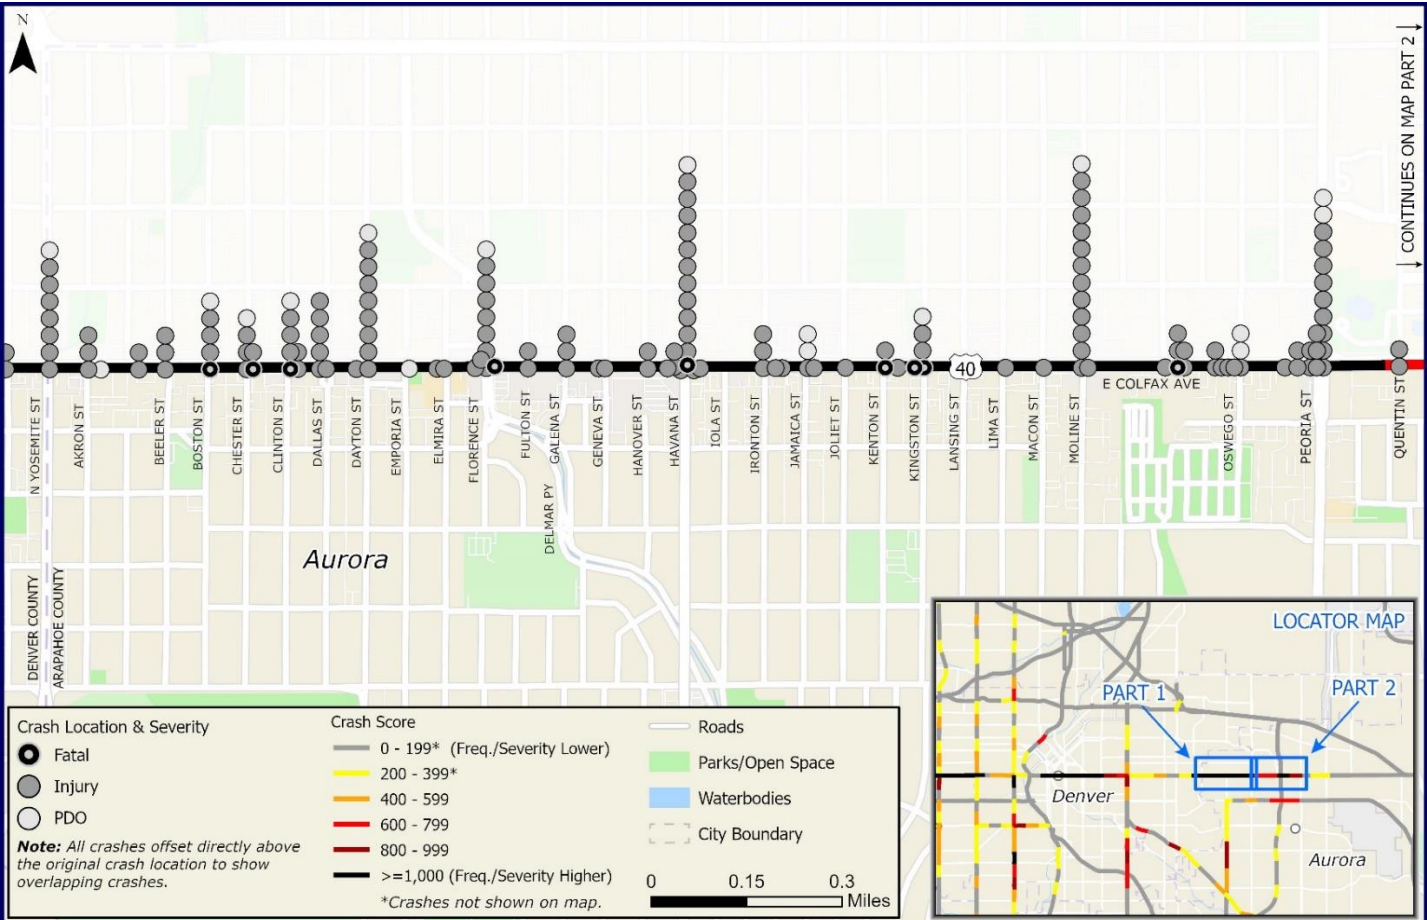 N
CONTINUES ON MAP PART 2
40
E COLFAX AVE
N YOSEMITE ST
AKRON ST
BEELER ST
BOSTON ST
CHESTER ST
CLINTON ST
DALLAS ST
DAYTON ST
EMPORIA ST
ELMIRA ST
FLORENCE ST
FULTON ST
GALENA ST
GENEVA ST
HANOVER ST
HAVANA ST
IOLA ST
IRONTON ST
JAMAICA ST
JOLIET ST
KENTON ST
KINGSTON ST
LANSING ST
LIMA ST
MACON ST
MOLINE ST
OSWEGO ST
PEORIA ST
QUENTIN ST
DELMAR PY
Aurora
DENVER COUNTY
ARAPAHOE COUNTY
LOCATOR MAP
PART 1
PART 2
Denver
Aurora
Crash Location & Severity
Fatal
Injury
PDO
Note: All crashes offset directly above
the original crash location to show
overlapping crashes.
Crash Score
0 - 199* (Freq./Severity Lower)
200 - 399*
400 - 599
600 - 799
800 - 999
>=1,000 (Freq./Severity Higher)
*Crashes not shown on map.
Roads
Parks/Open Space
Waterbodies
City Boundary
0 0.15 0.3
Miles